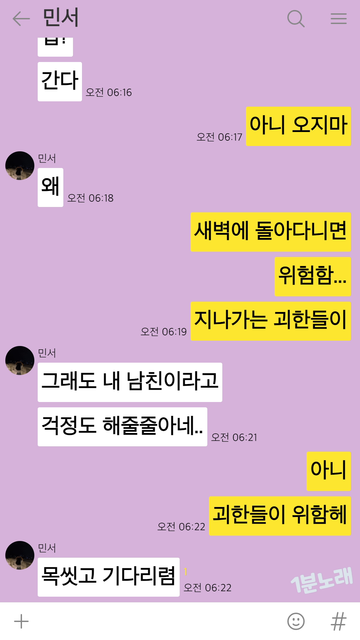 민서
간다
오전 06:16
아니 오지마
오전 06:17
민서
왜
오전 06:18
새벽에 돌아다니면
위험함...
지나가는 괴한들이
오전 06:19
민서
그래도 내 남친이라고
걱정도 해줄줄아네..
오전 06:21
아니
괴한들이 위함헤
오전 06:22
민서
목씻고 기다리렴
1
오전 06:22
1분노래
#